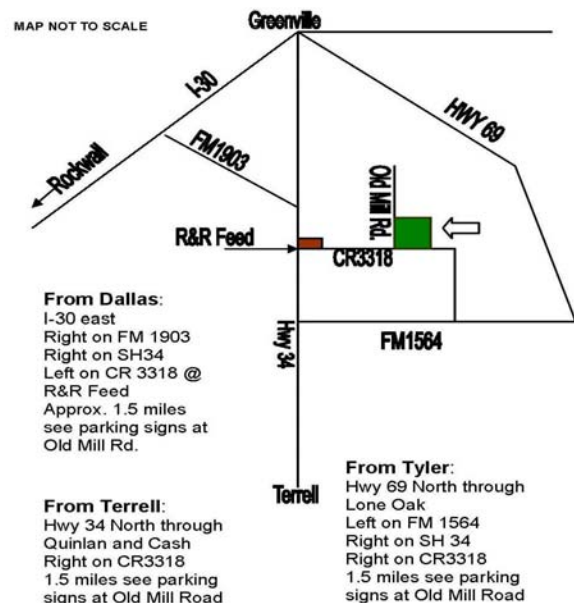 Greenville
MAP NOT TO SCALE
I-30
HWY 69
FM1903
Rockwall
Old Mill Rd.
R&R Feed
CR3318
From Dallas:
I-30 east
Right on FM 1903
Right on SH34
Left on CR 3318 @
R&R Feed
Approx. 1.5 miles
see parking signs at
Old Mill Rd.
Hwy 34
FM1564
Terrell
From Terrell:
Hwy 34 North through
Quinlan and Cash
Right on CR3318
1.5 miles see parking
signs at Old Mill Road
From Tyler:
Hwy 69 North through
Lone Oak
Left on FM 1564
Right on SH 34
Right on CR3318
1.5 miles see parking
signs at Old Mill Road